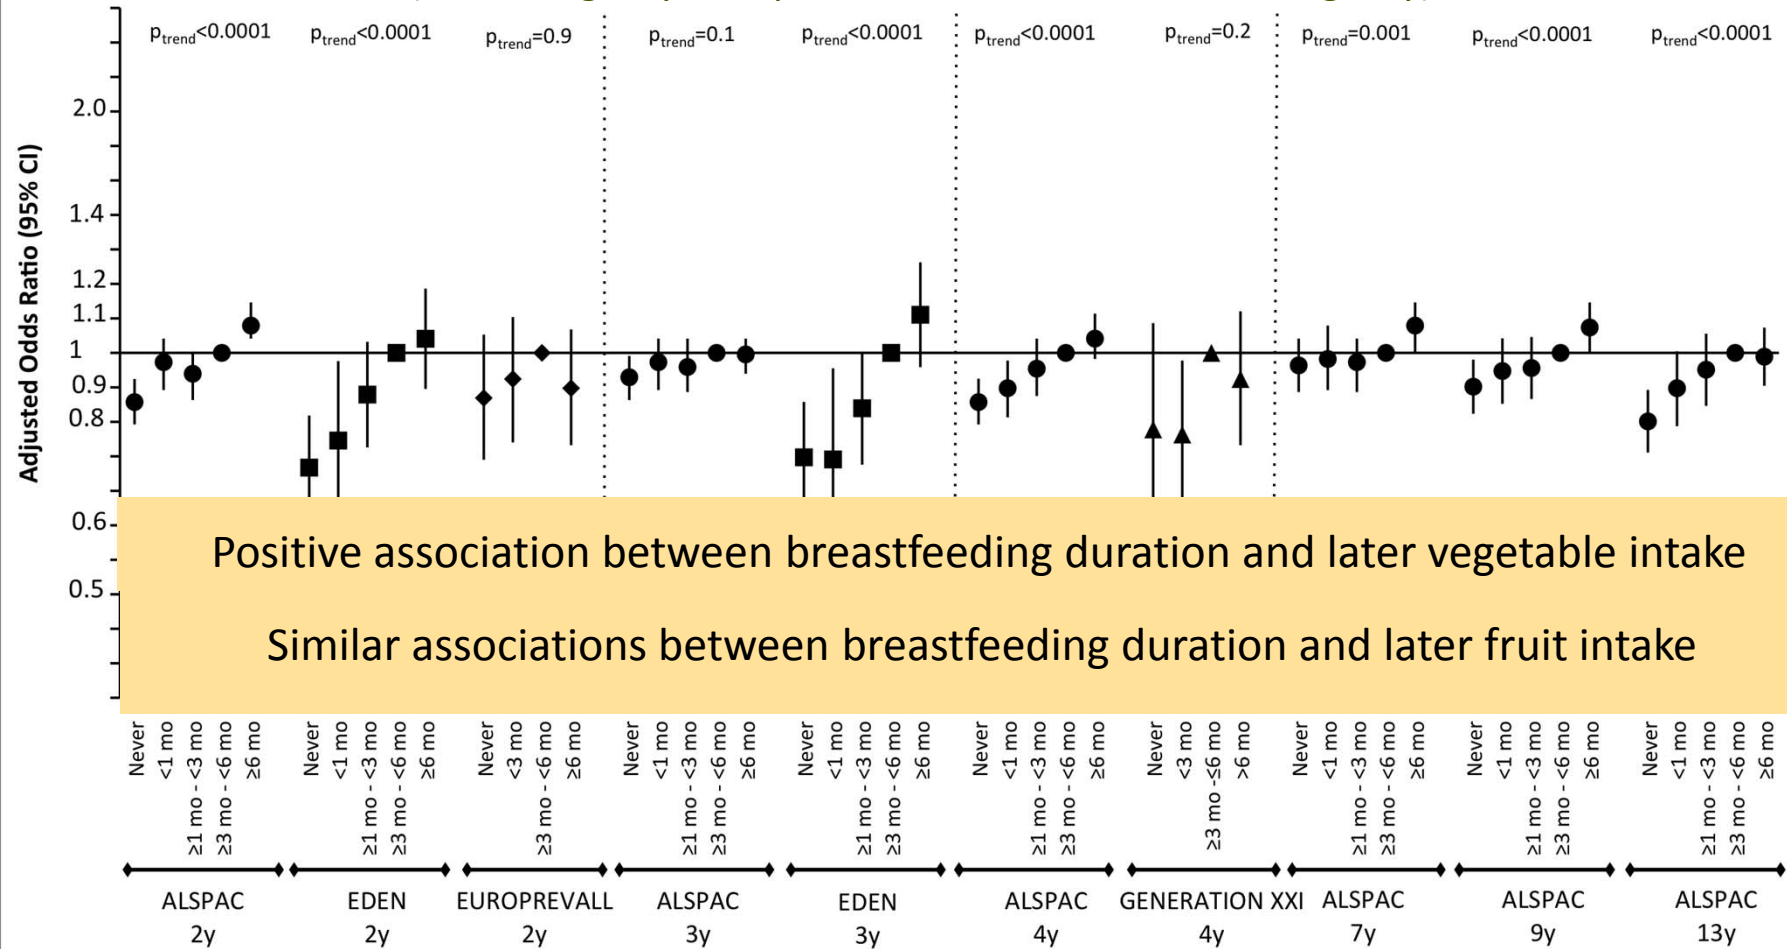 p_trend<0.0001 p_trend<0.0001 p_trend=0.9 p_trend=0.1 p_trend<0.0001 p_trend<0.0001 p_trend=0.2 p_trend=0.001 p_trend<0.0001 p_trend<0.0001
Adjusted Odds Ratio (95% CI)
2.0
1.4
1.2
1.1
1
0.9
0.8
0.6
0.5
Positive association between breastfeeding duration and later vegetable intake
Similar associations between breastfeeding duration and later fruit intake
Never
<1 mo
≥1 mo - <3 mo
≥3 mo - <6 mo
≥6 mo
Never
<1 mo
≥1 mo - <3 mo
≥3 mo - <6 mo
≥6 mo
Never
<3 mo
≥3 mo - <6 mo
≥6 mo
Never
<1 mo
≥1 mo - <3 mo
≥3 mo - <6 mo
≥6 mo
Never
<1 mo
≥1 mo - <3 mo
≥3 mo - <6 mo
≥6 mo
Never
<1 mo
≥1 mo - <3 mo
≥3 mo - <6 mo
≥6 mo
Never
<3 mo
≥3 mo -≤6 mo
>6 mo
Never
<1 mo
≥1 mo - <3 mo
≥3 mo - <6 mo
≥6 mo
Never
<1 mo
≥1 mo - <3 mo
≥3 mo - <6 mo
≥6 mo
Never
<1 mo
≥1 mo - <3 mo
≥3 mo - <6 mo
≥6 mo
ALSPAC EDEN EUROPREVALL ALSPAC EDEN ALSPAC GENERATION XXI ALSPAC ALSPAC ALSPAC
2y 2y 2y 3y 3y 4y 4y 7y 9y 13y